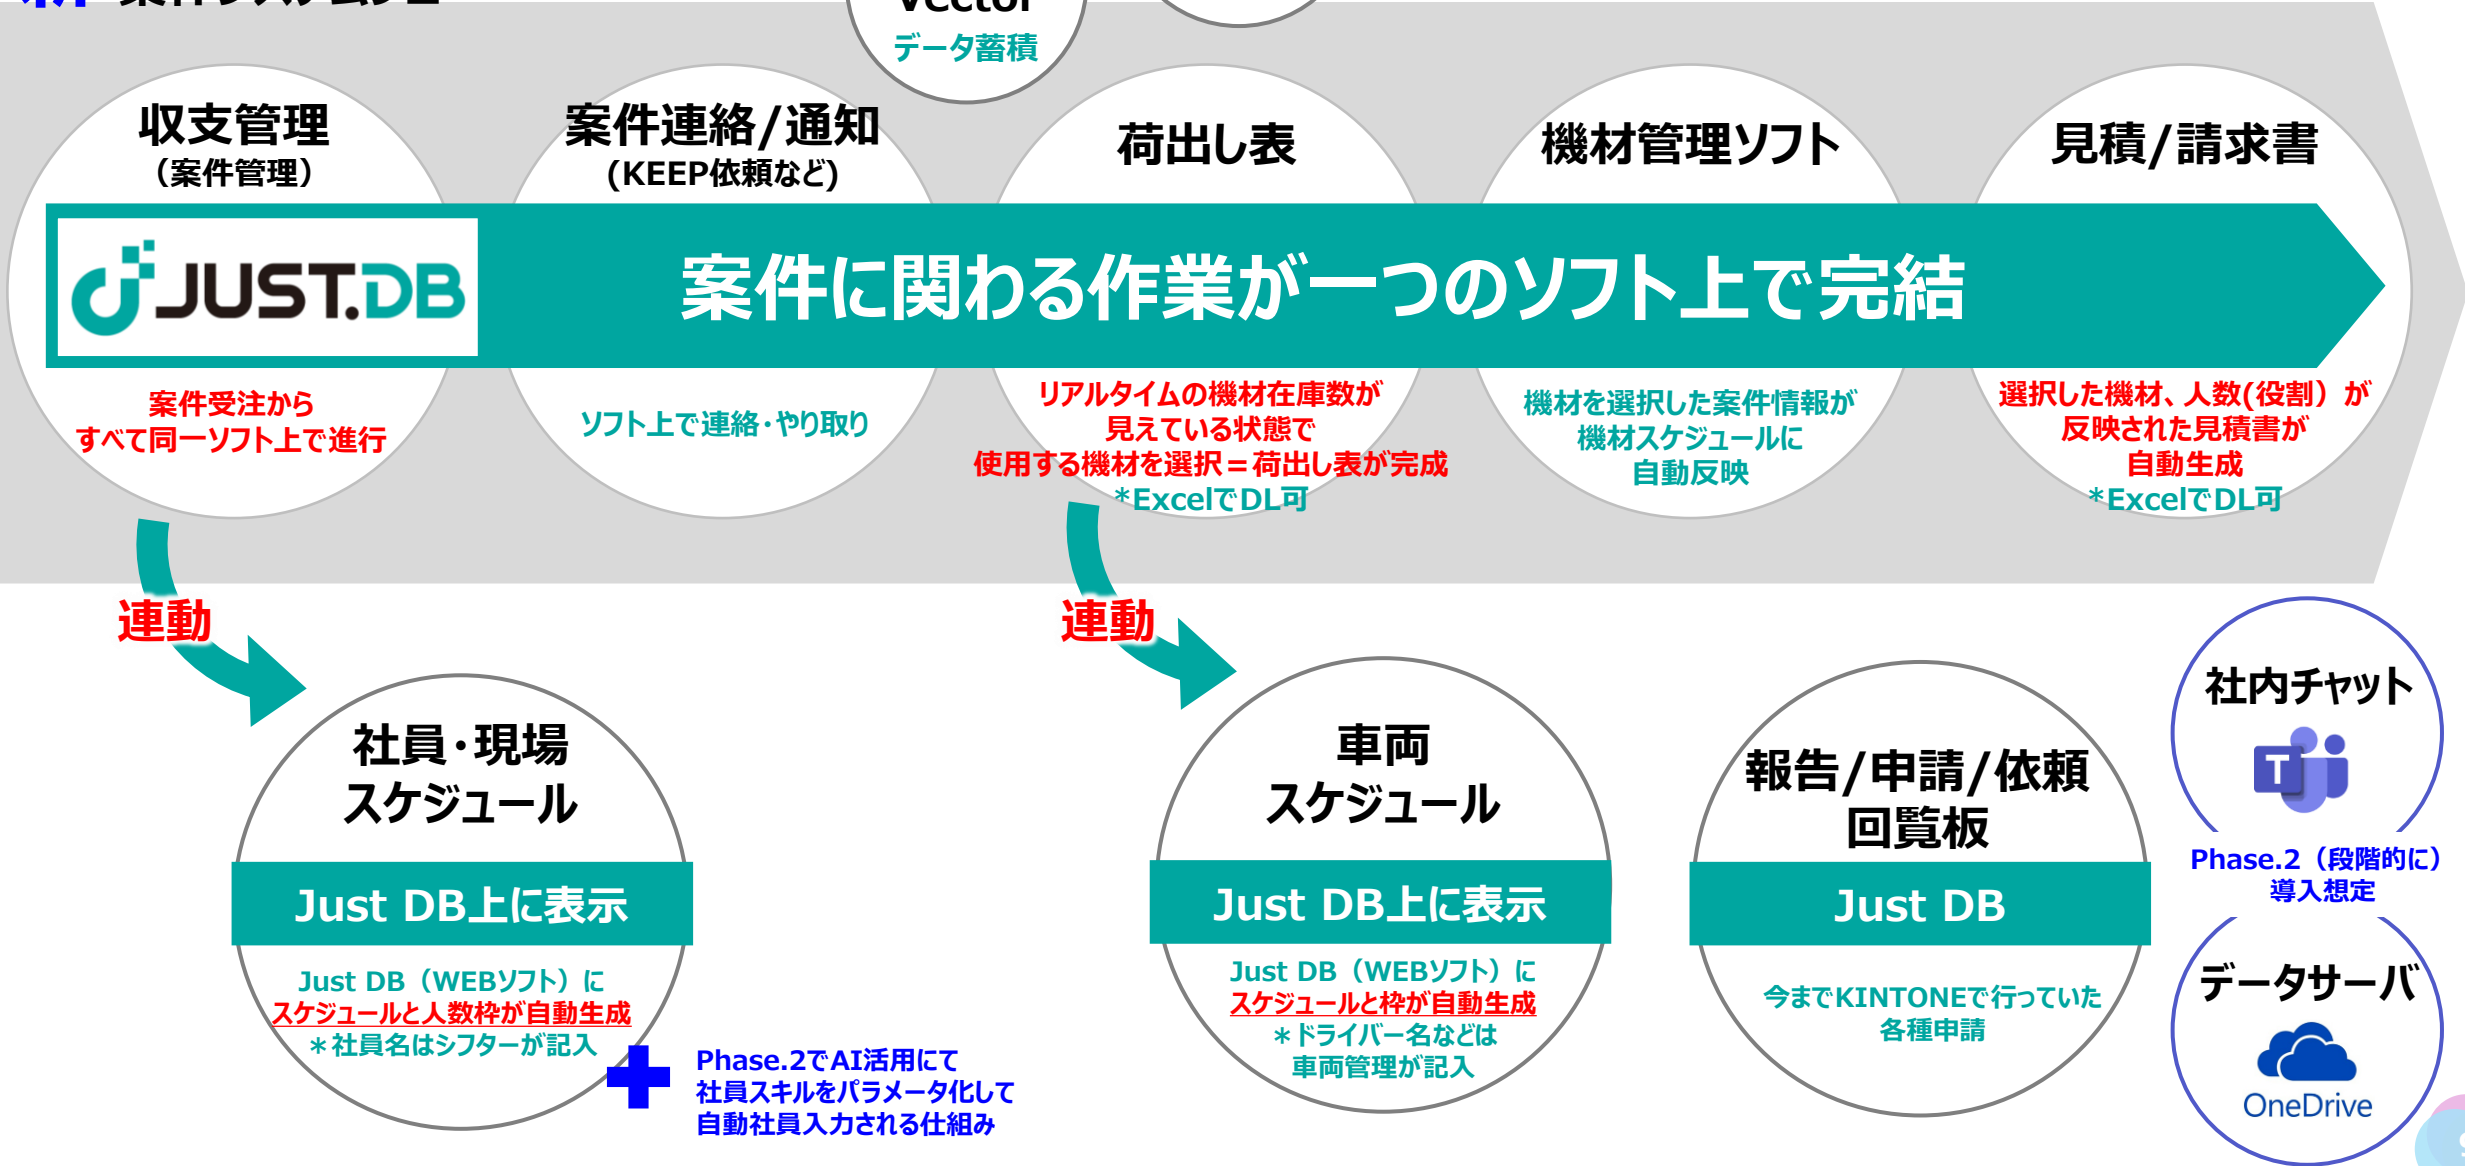 Vector
データ蓄積
収支管理
（案件管理）
案件連絡/通知
(KEEP依頼など)
荷出し表
機材管理ソフト
見積/請求書
JUST.DB
案件に関わる作業が一つのソフト上で完結
案件受注から
すべて同一ソフト上で進行
ソフト上で連絡・やり取り
リアルタイムの機材在庫数が
見えている状態で
使用する機材を選択＝荷出し表が完成
*ExcelでDL可
機材を選択した案件情報が
機材スケジュールに
自動反映
選択した機材、人数(役割）が
反映された見積書が
自動生成
*ExcelでDL可
連動
連動
社員・現場
スケジュール
Just DB上に表示
Just DB（WEBソフト）に
スケジュールと人数枠が自動生成
＊社員名はシフターが記入
Phase.2でAI活用にて
社員スキルをパラメータ化して
自動社員入力される仕組み
車両
スケジュール
Just DB上に表示
Just DB（WEBソフト）に
スケジュールと枠が自動生成
＊ドライバー名などは
車両管理が記入
報告/申請/依頼
回覧板
Just DB
今までKINTONEで行っていた
各種申請
社内チャット
T
Phase.2（段階的に）
導入想定
データサーバ
OneDrive